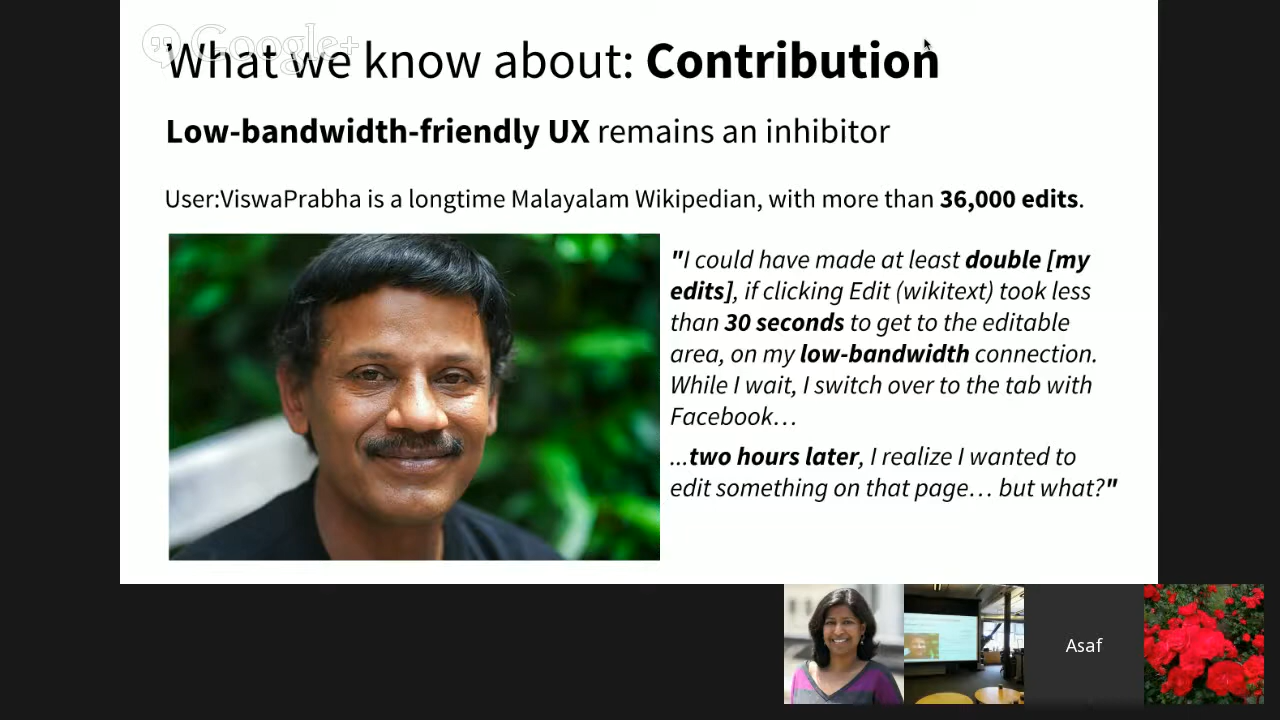 Google+
What we know about: Contribution
Low-bandwidth-friendly UX remains an inhibitor
User:ViswaPrabha is a longtime Malayalam Wikipedian, with more than 36,000 edits.
"I could have made at least double [my
edits], if clicking Edit (wikitext) took less
than 30 seconds to get to the editable
area, on my low-bandwidth connection.
While I wait, I switch over to the tab with
Facebook…
...two hours later, I realize I wanted to
edit something on that page… but what?"
Asaf